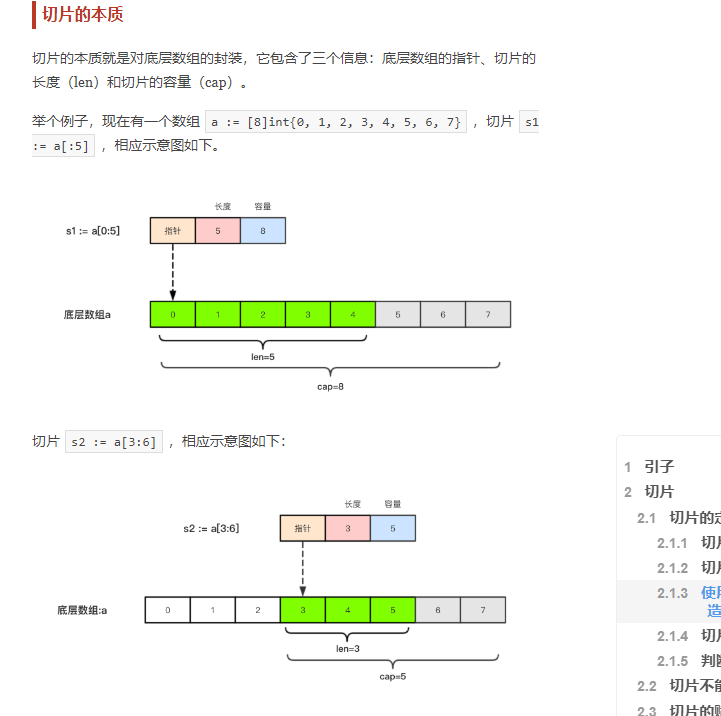 切片的本质
切片的本质就是对底层数组的封装，它包含了三个信息：底层数组的指针、切片的
长度（len）和切片的容量（cap）。
举个例子，现在有一个数组 a := [8]int{0, 1, 2, 3, 4, 5, 6, 7} ，切片 s1
:= a[:5] ，相应示意图如下。
长度 容量
s1 := a[0:5] 指针 5 8
底层数组a 0 1 2 3 4 5 6 7
len=5
cap=8
切片 s2 := a[3:6] ，相应示意图如下：
长度 容量
s2 := a[3:6] 指针 3 5
底层数组:a 0 1 2 3 4 5 6 7
len=3
cap=5
1 引子
2 切片
2.1 切片的
2.1.1 切
2.1.2 切
2.1.3 使
造
2.1.4 切
2.1.5 判
2.2 切片不
2.3 切片的